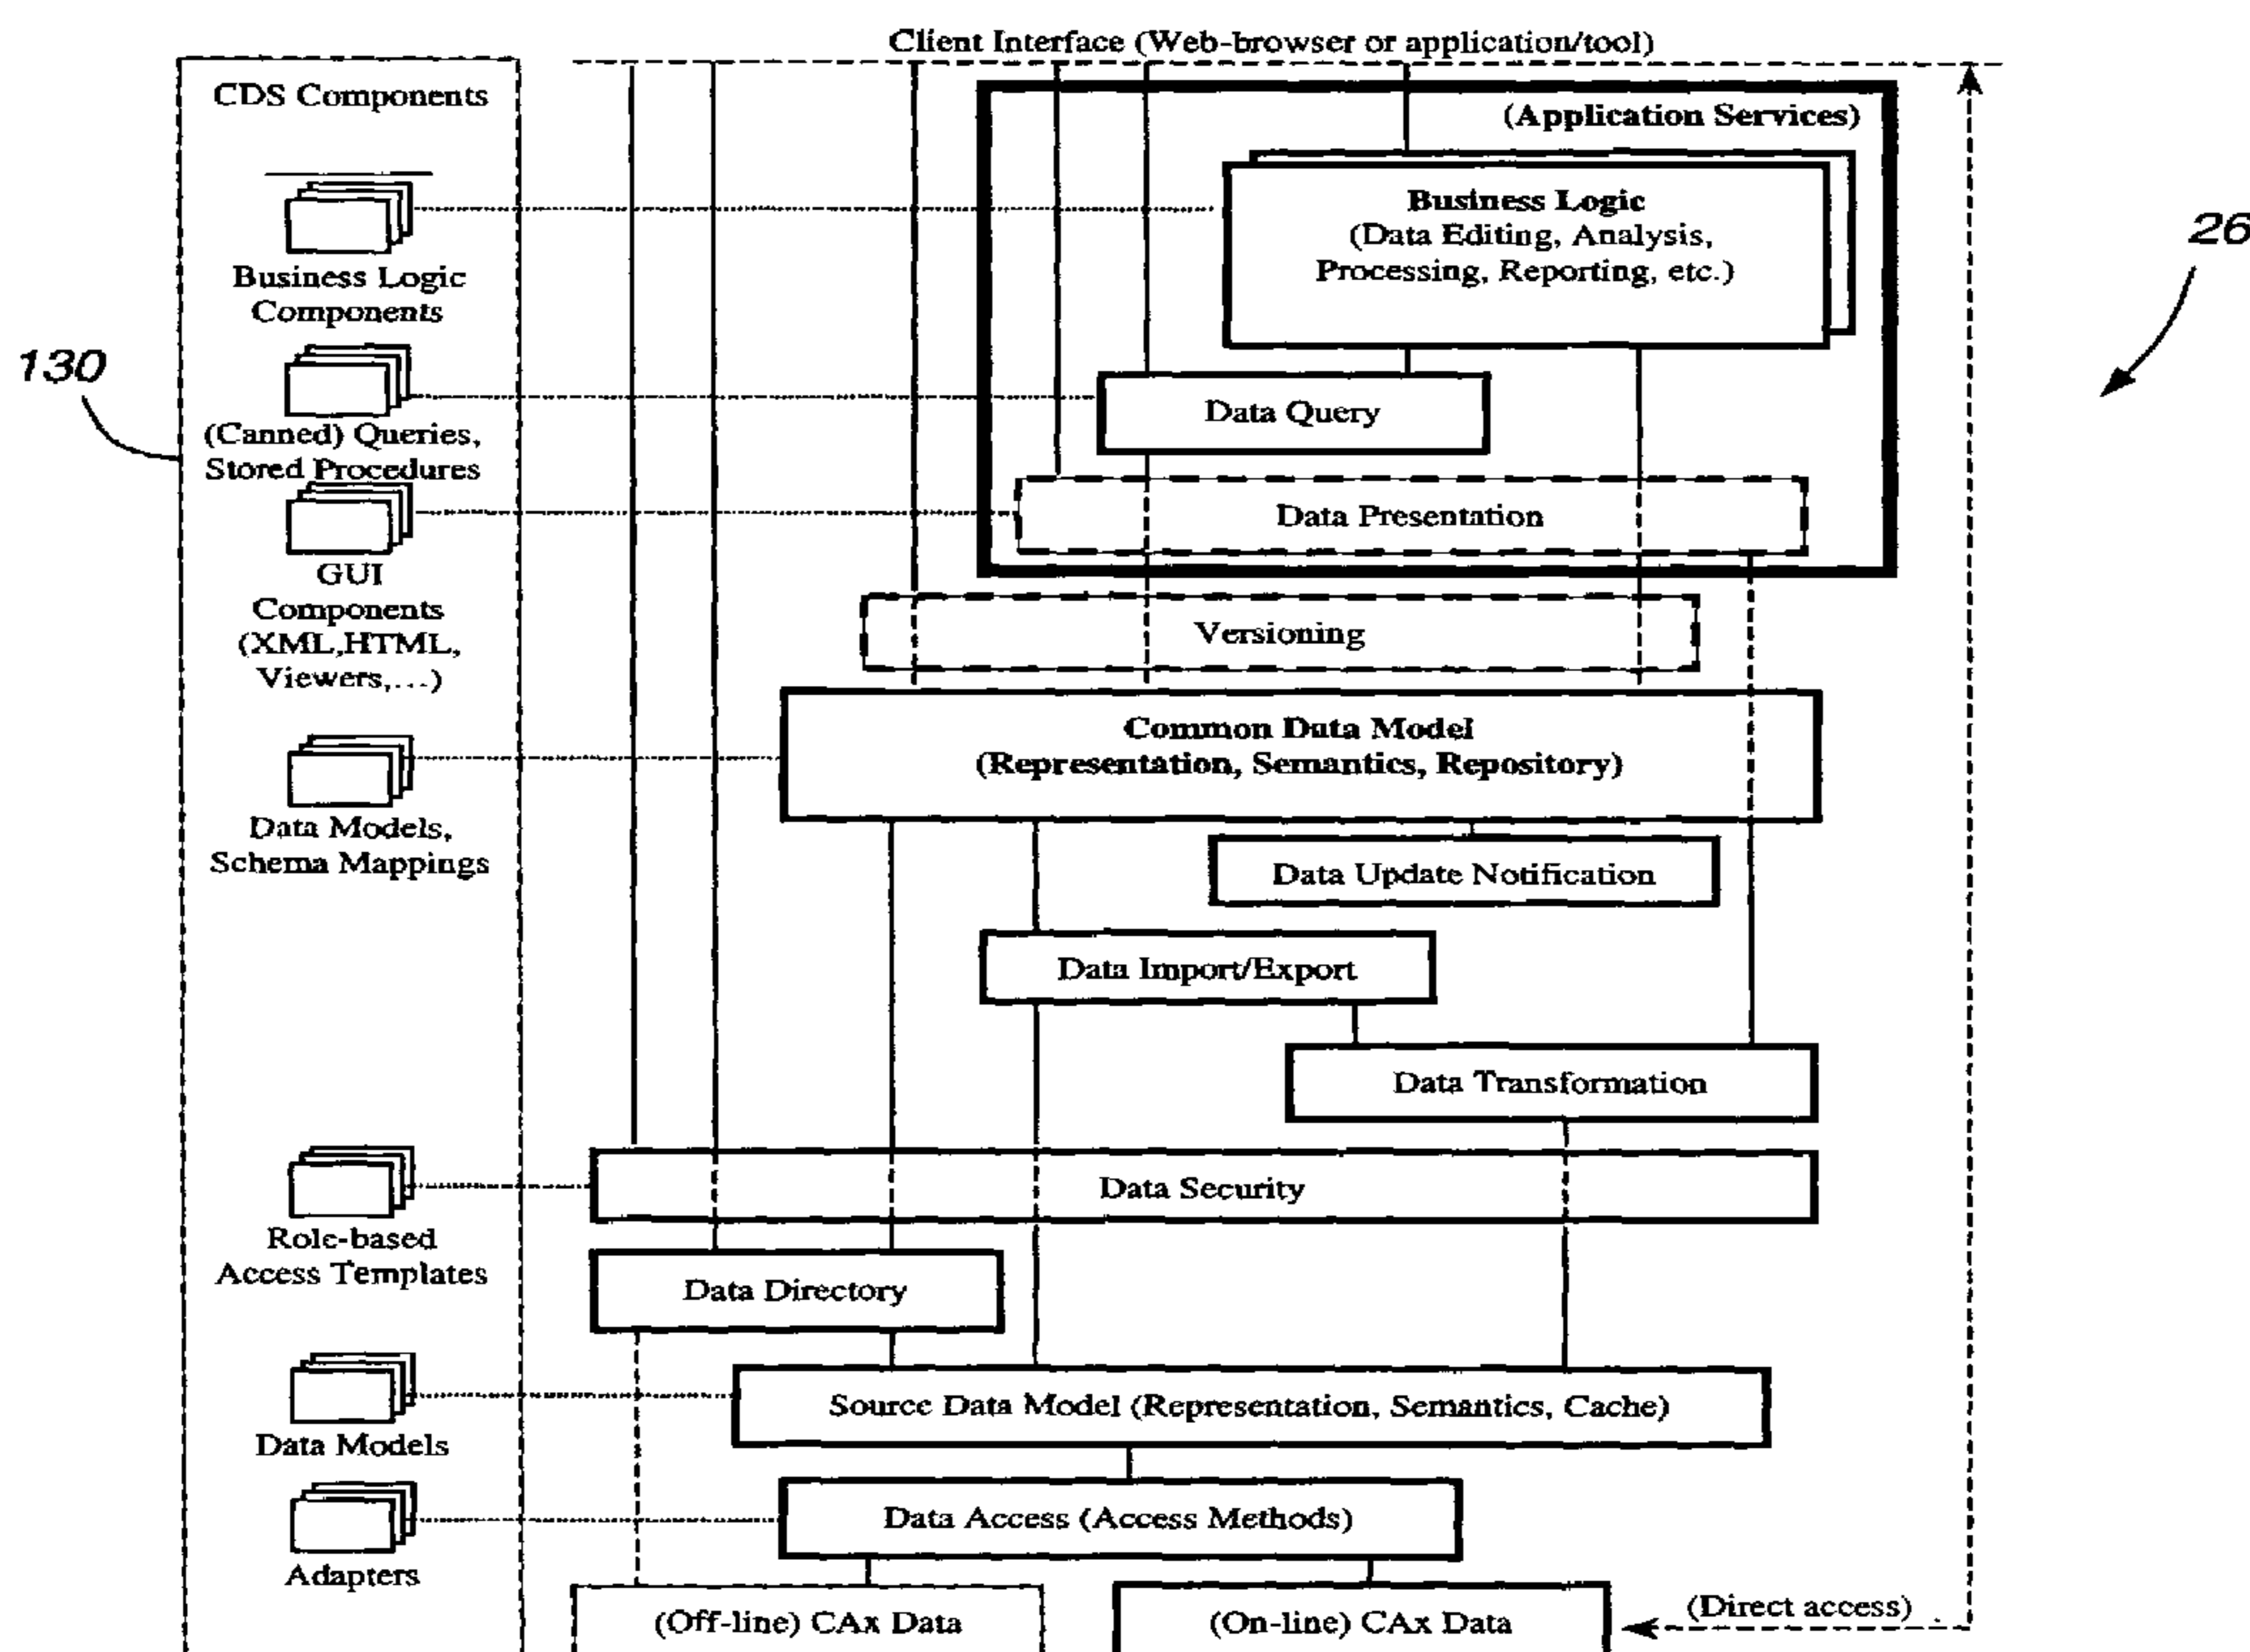 Client Interface (Web-browser or application/tool)
CDS Components
(Application Services)
Business Logic
(Data Editing, Analysis,
Processing, Reporting, etc.)
26
Business Logic
Components
130
Data Query
(Canned) Queries,
Stored Procedures
Data Presentation
GUI
Components
(XML,HTML,
Viewers,...)
Versioning
Common Data Model
(Representation, Semantics, Repository)
Data Models,
Schema Mappings
Data Update Notification
Data Import/Export
Data Transformation
Data Security
Role-based
Access Templates
Data Directory
Source Data Model (Representation, Semantics, Cache)
Data Models
Data Access (Access Methods)
Adapters
(Off-line) CAx Data
(On-line) CAx Data
(Direct access)